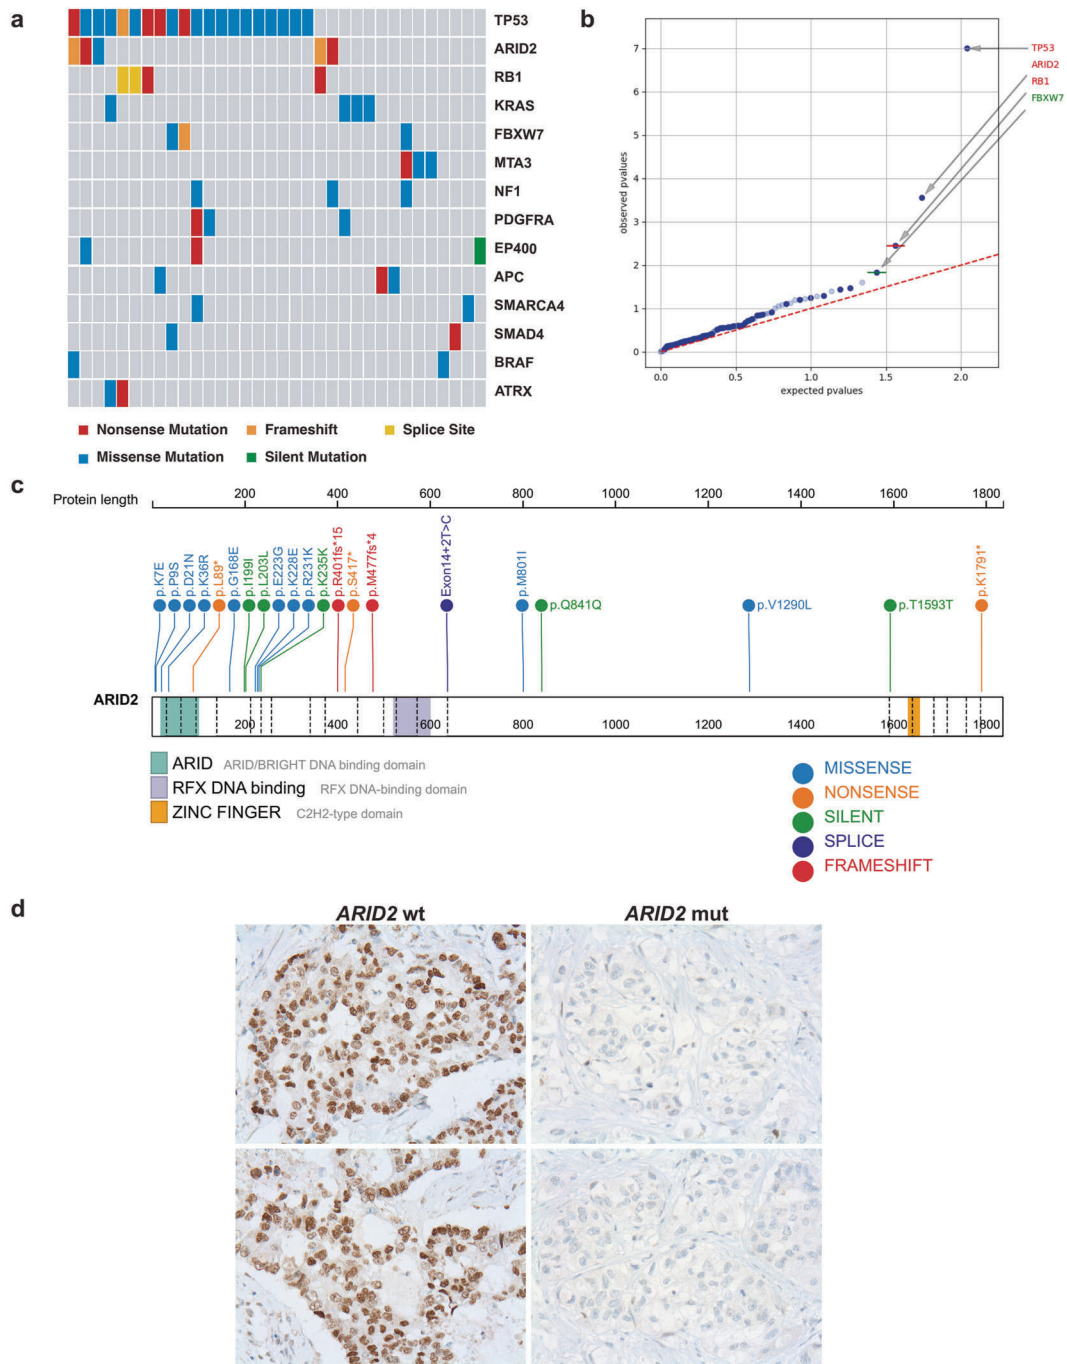 a
TP53
ARID2
RB1
KRAS
FBXW7
MTA3
NF1
PDGFRA
EP400
APC
SMARCA4
SMAD4
BRAF
ATRX
Nonsense Mutation Frameshift Splice Site
Missense Mutation Silent Mutation
b
observed pvalues
7
6
5
4
3
2
1
0
0.0 0.5 1.0 1.5 2.0
expected pvalues
TP53
ARID2
RB1
FBXW7
c
Protein length 200 400 600 800 1000 1200 1400 1600 1800
p.K7E
p.P9S
p.D21N
p.K36R
p.L89*
p.G168E
p.I199I
p.L203L
p.E223G
p.K228E
p.R231K
p.K235K
p.R401fs*15
p.S417*
p.M477fs*4
Exon14+2T>C
p.M801I
p.Q841Q
p.V1290L
p.T1593T
p.K1791*
ARID2 200 400 600 800 1000 1200 1400 1600 1800
ARID ARID/BRIGHT DNA binding domain
RFX DNA binding RFX DNA-binding domain
ZINC FINGER C2H2-type domain
MISSENSE
NONSENSE
SILENT
SPLICE
FRAMESHIFT
d
ARID2 wt ARID2 mut